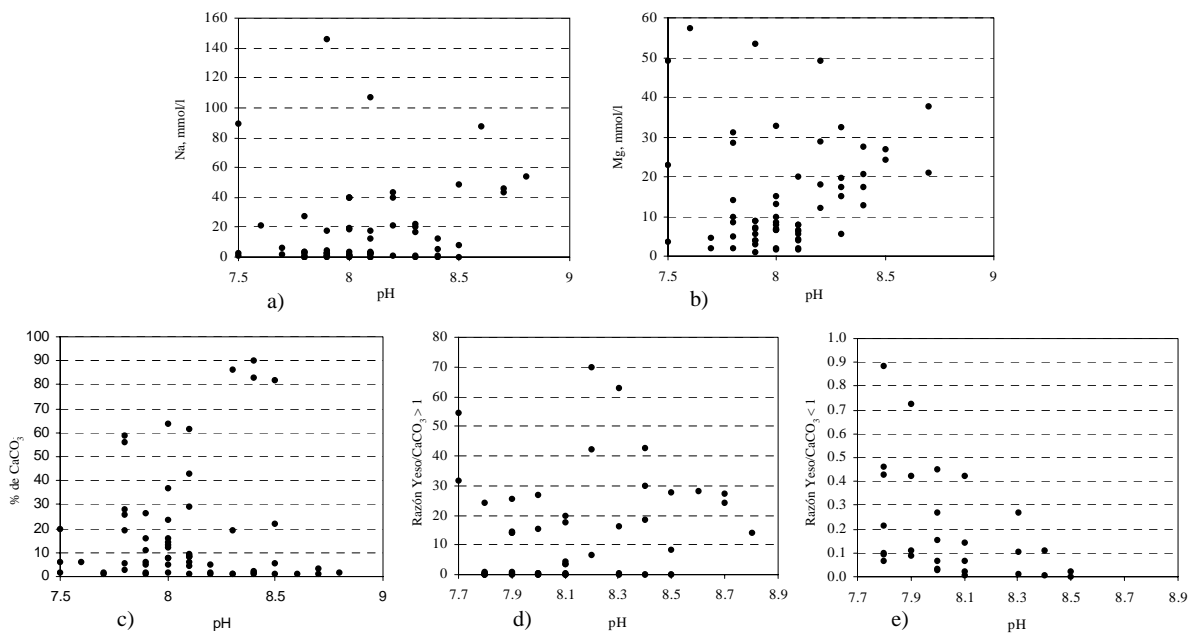 160
140
120
100
80
60
40
20
0
Na, mmol/l
7.5 8 8.5 9
pH
a)
60
50
40
30
20
10
0
Mg, mmol/l
7.5 8 8.5 9
pH
b)
100
90
80
70
60
50
40
30
20
10
0
% de CaCO3
7.5 8 8.5 9
pH
c)
80
70
60
50
40
30
20
10
0
Razón Yeso/CaCO3 > 1
7.7 7.9 8.1 8.3 8.5 8.7 8.9
pH
d)
1.0
0.9
0.8
0.7
0.6
0.5
0.4
0.3
0.2
0.1
0.0
Razón Yeso/CaCO3 < 1
7.7 7.9 8.1 8.3 8.5 8.7 8.9
pH
e)